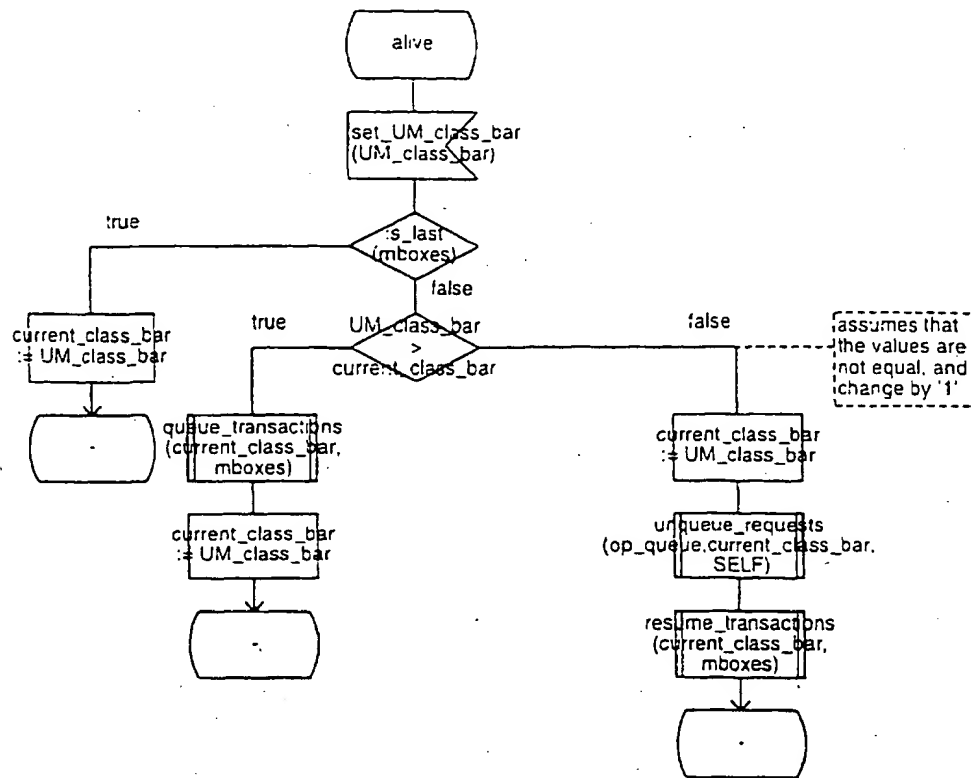 alive
set_UM_class_bar
(UM_class_bar)
true
is_last
(mboxes)
false
current_class_bar
:= UM_class_bar
-
true
UM_class_bar
>
current_class_bar
false
assumes that
the values are
not equal, and
change by '1'
queue_transactions
(current_class_bar,
mboxes)
current_class_bar
:= UM_class_bar
-
current_class_bar
:= UM_class_bar
unqueue_requests
(op_queue,current_class_bar,
SELF)
resume_transactions
(current_class_bar,
mboxes)
-